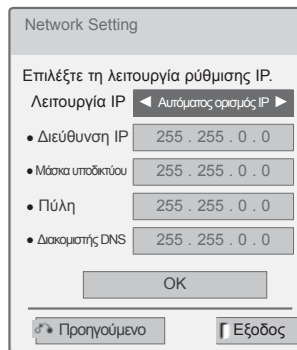 Network Setting
Επιλέξτε τη λειτουργία ρύθμισης IP.
Λειτουργία IP ◀ Αυτόματος ορισμός IP ▶
• Διεύθυνση IP 255 . 255 . 0 . 0
• Μάσκα υποδικτύου 255 . 255 . 0 . 0
• Πύλη 255 . 255 . 0 . 0
• Διακομιστής DNS 255 . 255 . 0 . 0
OK
Προηγούμενο Εξοδος